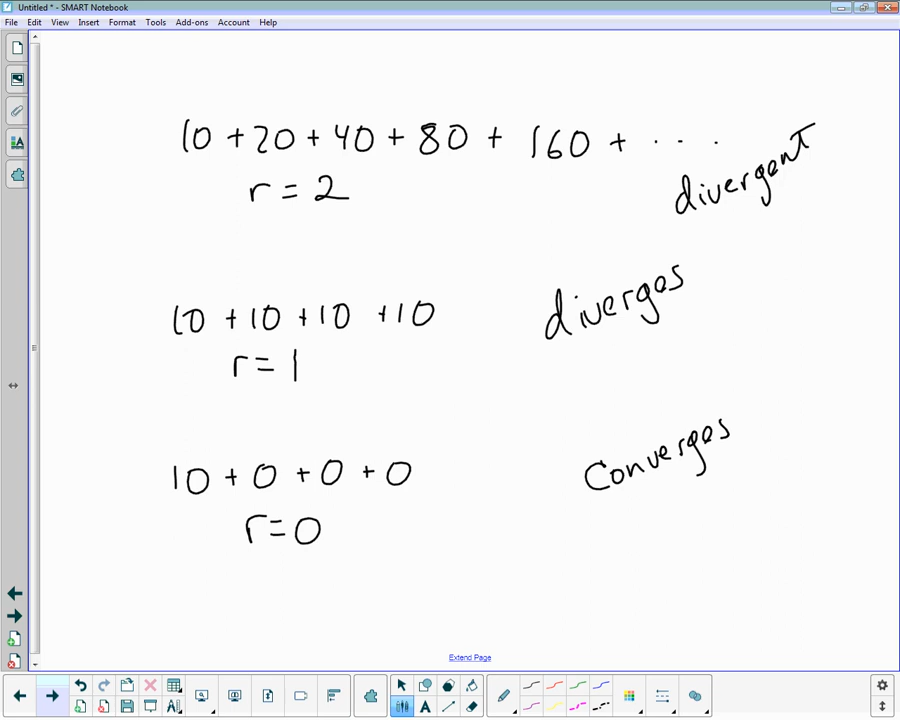 Untitled * - SMART Notebook
File Edit View Insert Format Tools Add-ons Account Help
10 + 20 + 40 + 80 + 160 + ...
divergent
r = 2
10 + 10 + 10 + 10
diverges
r = 1
10 + 0 + 0 + 0
converges
r = 0
Extend Page